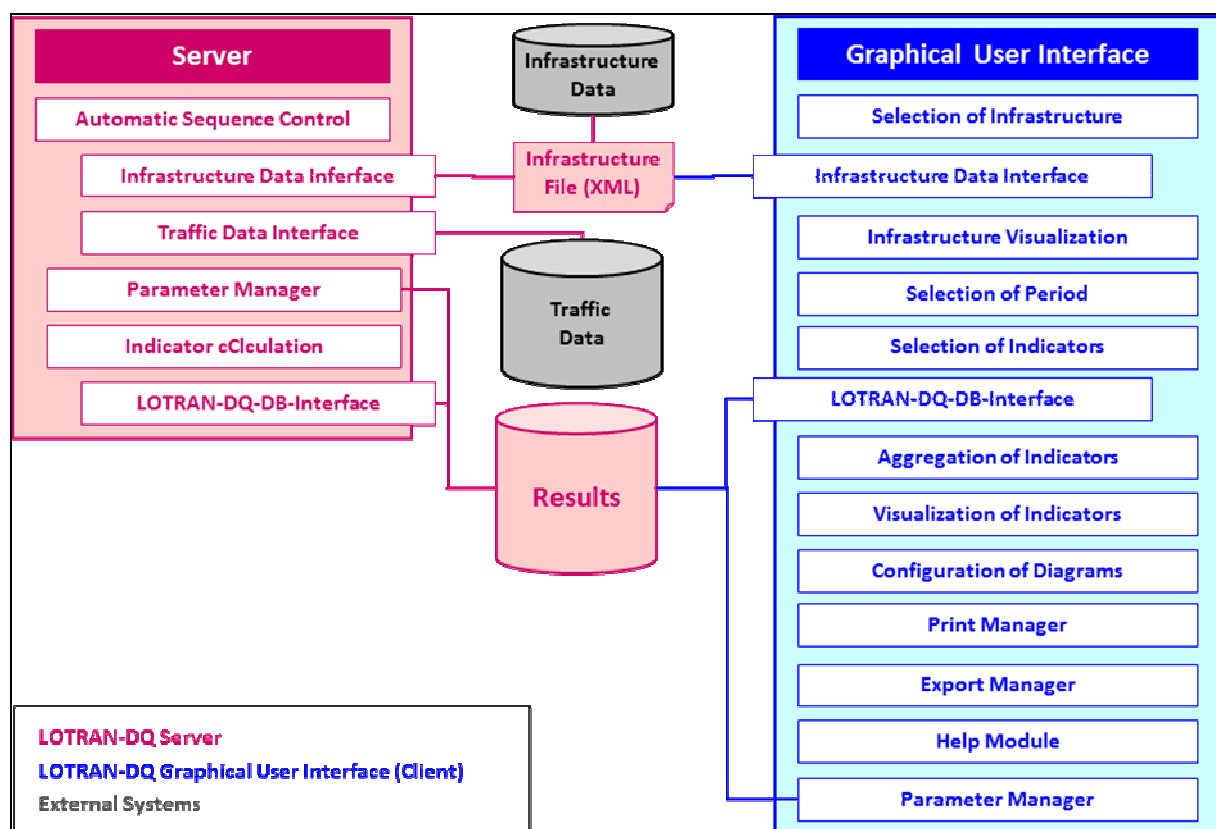 Server
Automatic Sequence Control
Infrastructure Data Inferface
Traffic Data Interface
Parameter Manager
Indicator cClculation
LOTRAN-DQ-DB-Interface
Infrastructure
Data
Infrastructure
File (XML)
Traffic
Data
Results
Graphical User Interface
Selection of Infrastructure
Infrastructure Data Interface
Infrastructure Visualization
Selection of Period
Selection of Indicators
LOTRAN-DQ-DB-Interface
Aggregation of Indicators
Visualization of Indicators
Configuration of Diagrams
Print Manager
Export Manager
Help Module
Parameter Manager
LOTRAN-DQ Server
LOTRAN-DQ Graphical User Interface (Client)
External Systems